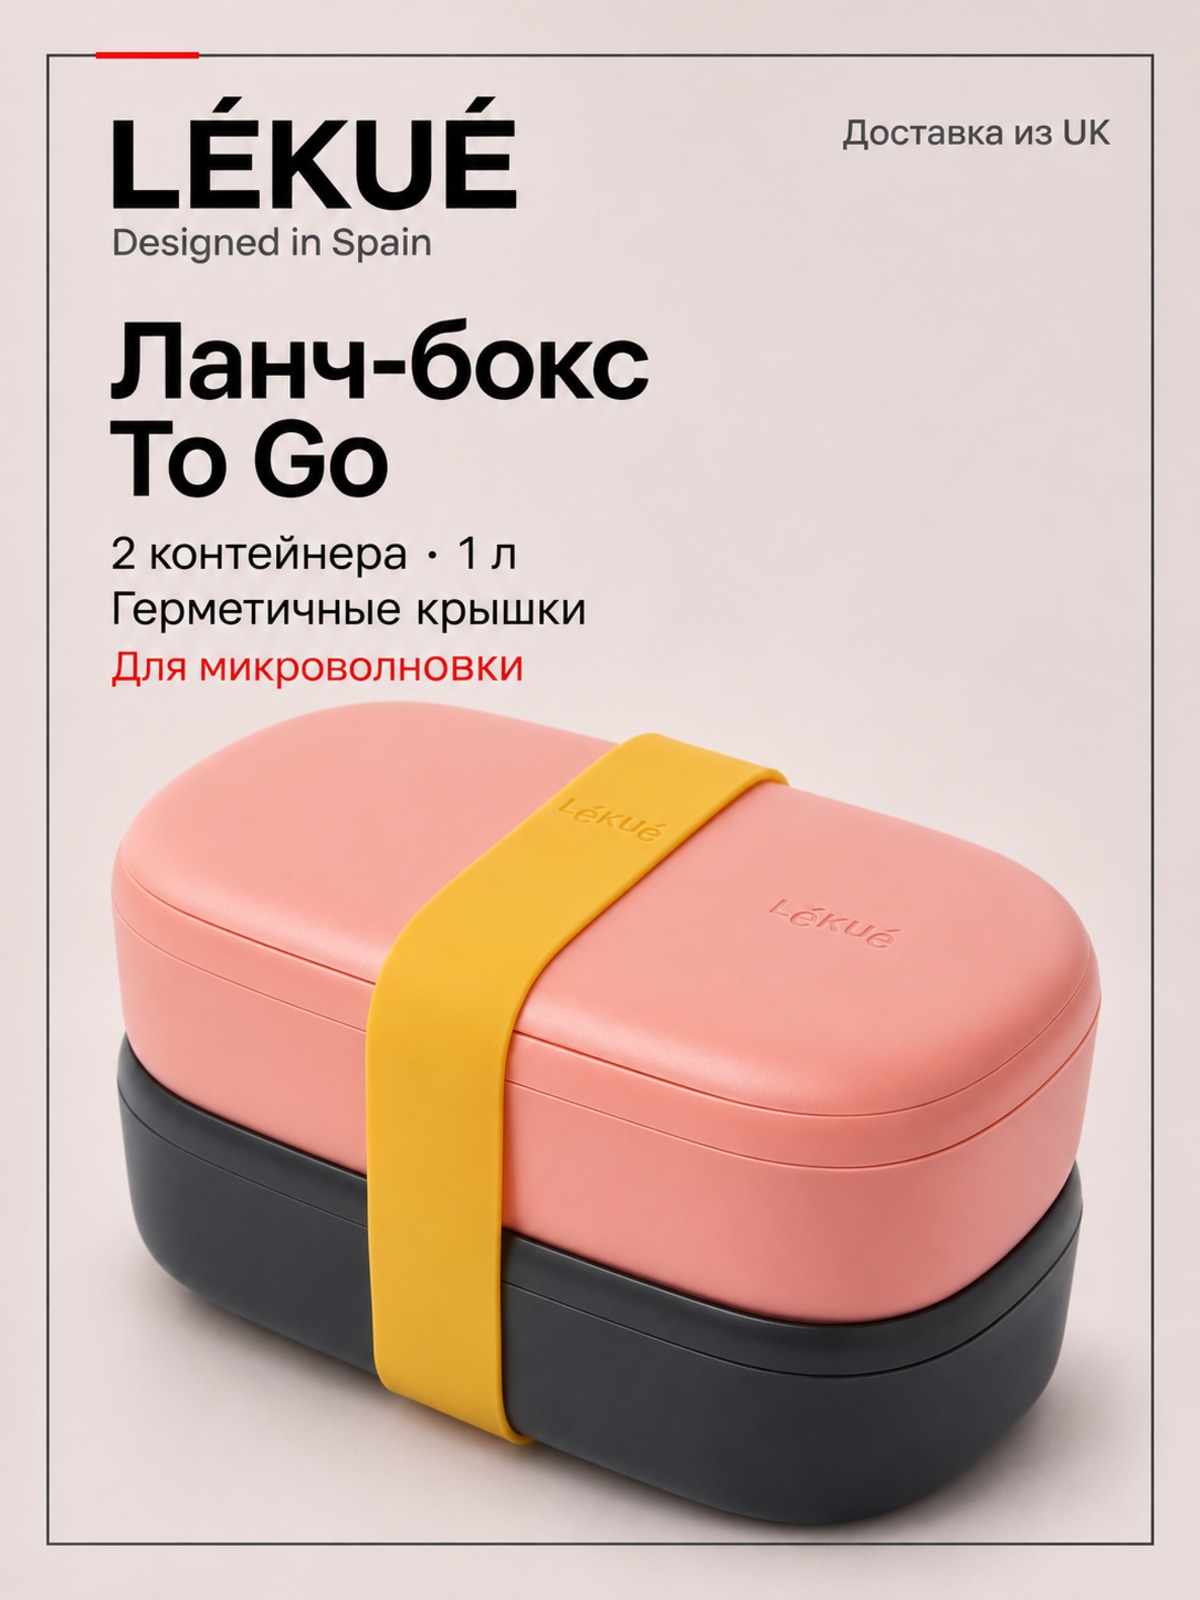 LÉKUÉ
Designed in Spain
Доставка из UK
Ланч-бокс
To Go
2 контейнера · 1 л
Герметичные крышки
Для микроволновки
Lékué
Lékué